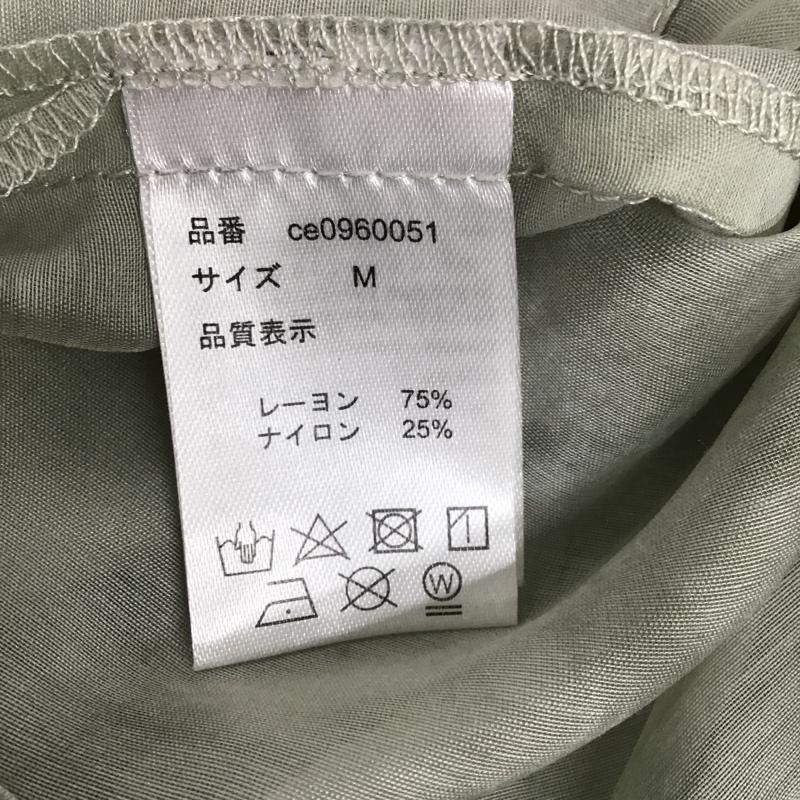 品番 ce0960051
サイズ M
品質表示
レーヨン 75%
ナイロン 25%
W